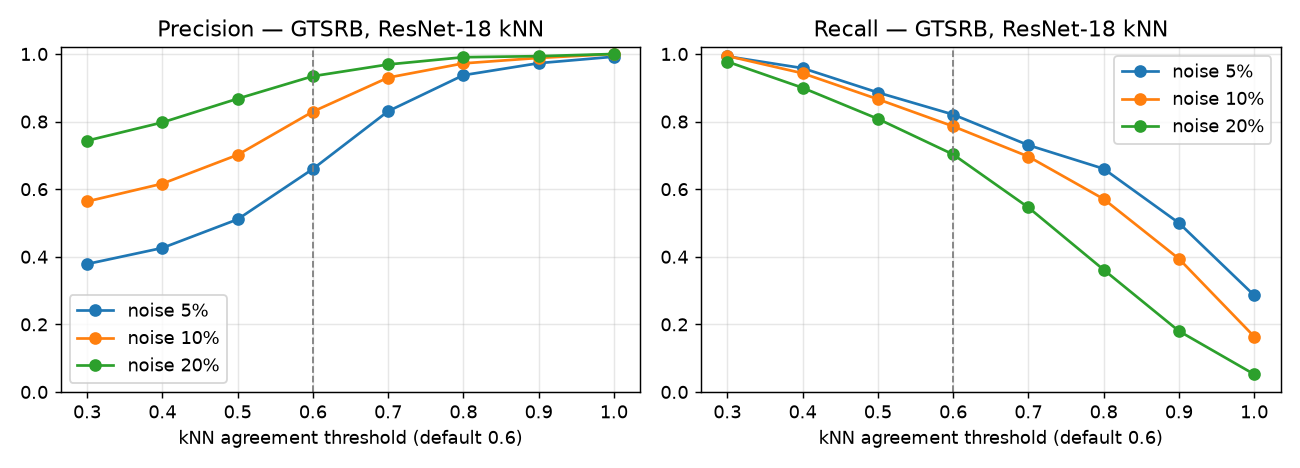 Precision — GTSRB, ResNet-18 kNN
1.0
0.8
0.6
0.4
0.2
0.0
noise 5%
noise 10%
noise 20%
0.3 0.4 0.5 0.6 0.7 0.8 0.9 1.0
kNN agreement threshold (default 0.6)
Recall — GTSRB, ResNet-18 kNN
1.0
0.8
0.6
0.4
0.2
0.0
noise 5%
noise 10%
noise 20%
0.3 0.4 0.5 0.6 0.7 0.8 0.9 1.0
kNN agreement threshold (default 0.6)